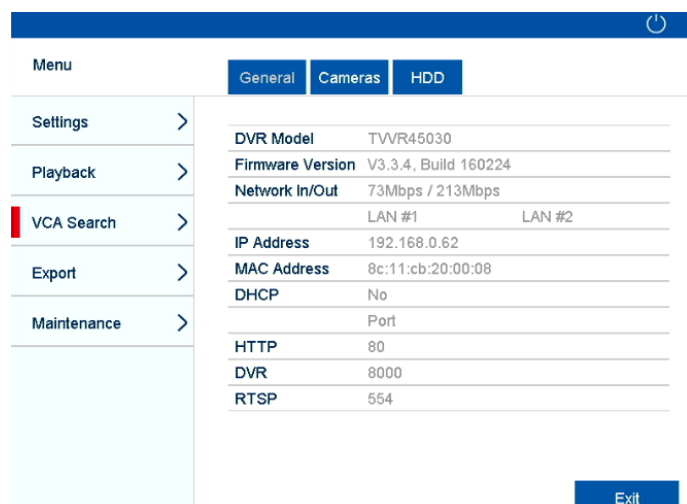 Menu
General Cameras HDD
Settings
Playback
VCA Search
Export
Maintenance
DVR Model TVVR45030
Firmware Version V3.3.4, Build 160224
Network In/Out 73Mbps / 213Mbps
LAN #1 LAN #2
IP Address 192.168.0.62
MAC Address 8c:11:cb:20:00:08
DHCP No
Port
HTTP 80
DVR 8000
RTSP 554
Exit